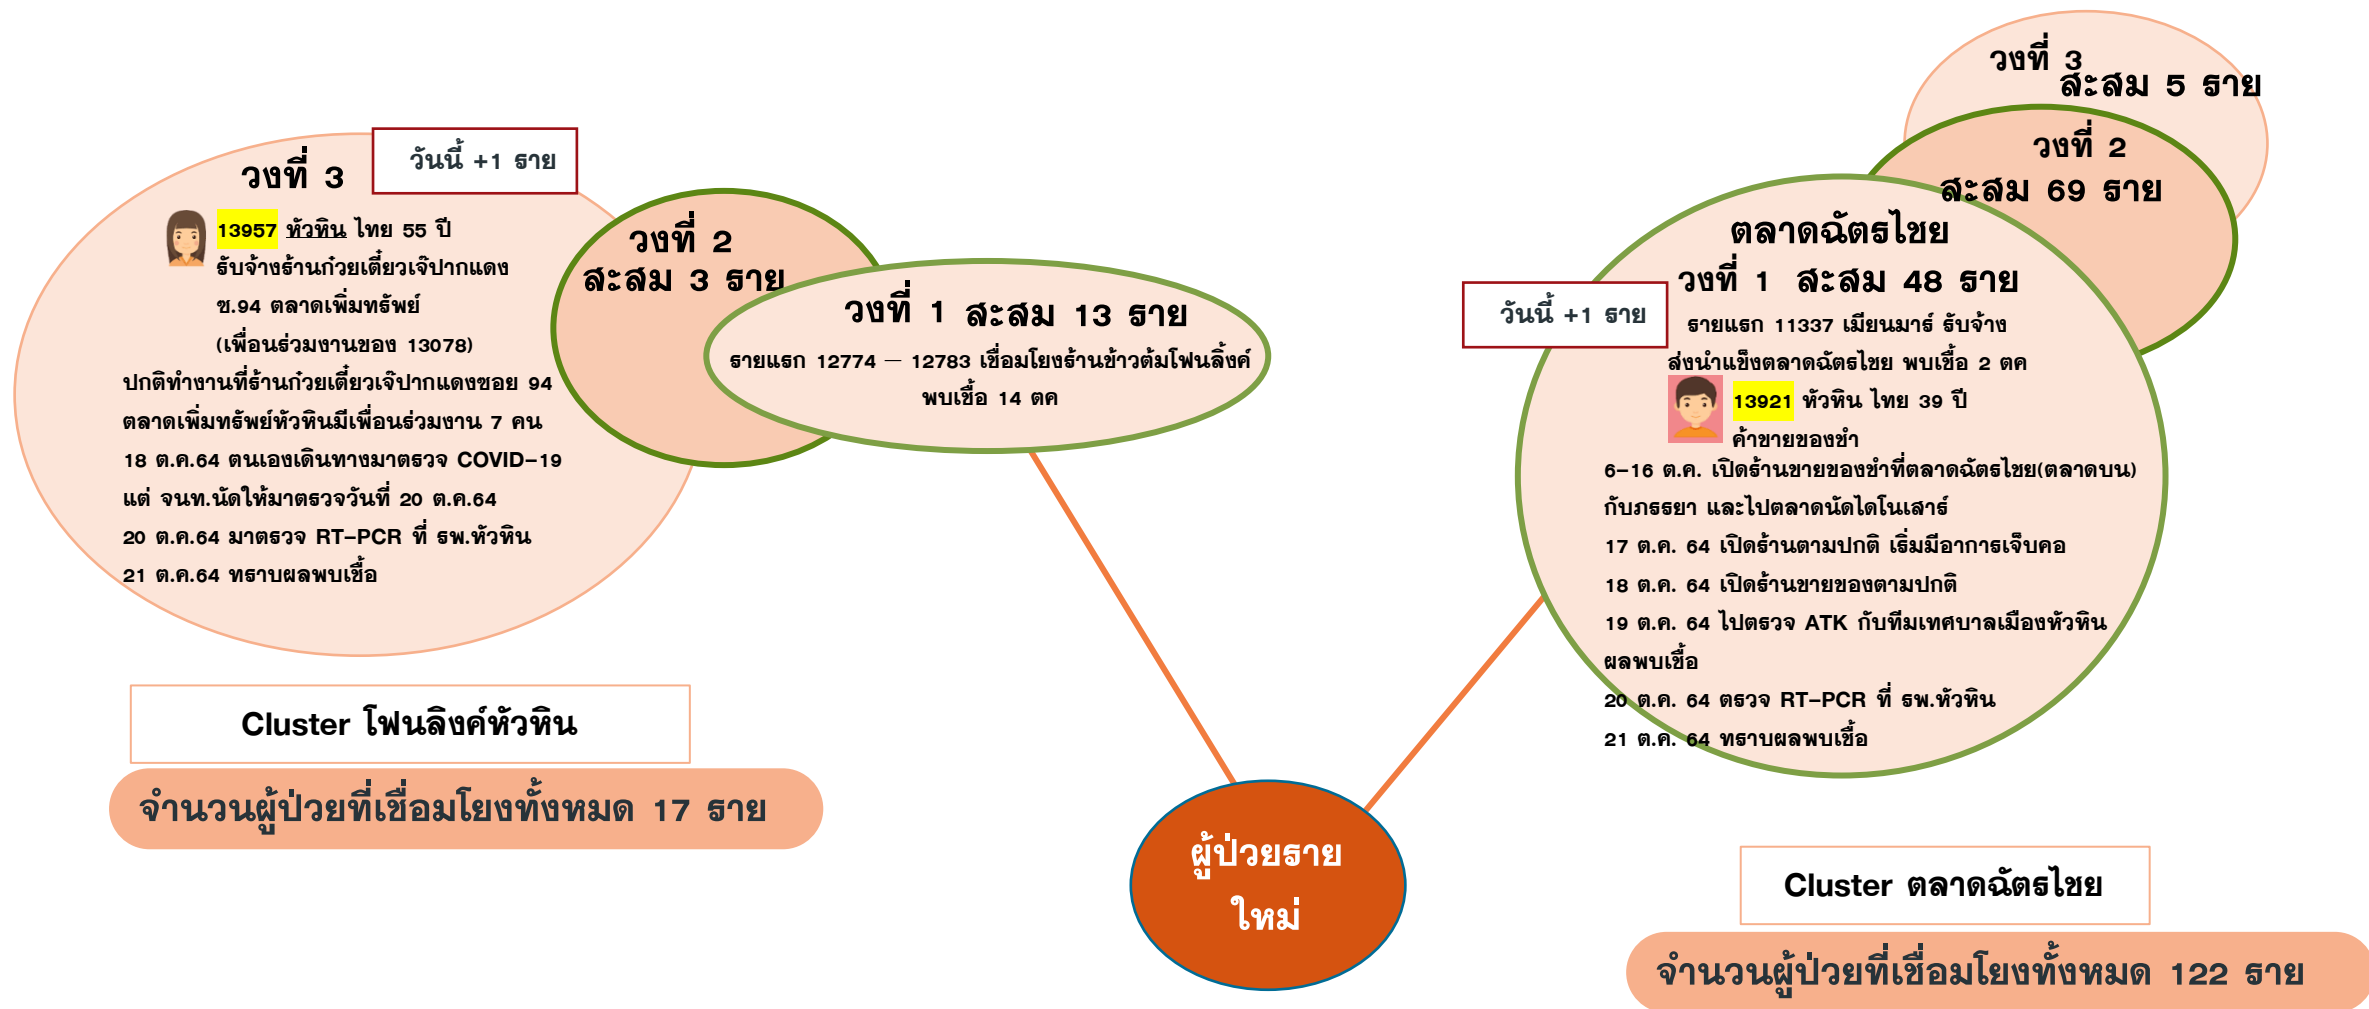 วงที่ 3
วันนี้ +1 ราย
13957 หัวหิน ไทย 55 ปี
รับจ้างร้านก๋วยเตี๋ยวเจ๊ปากแดง
ซ.94 ตลาดเพิ่มทรัพย์
(เพื่อนร่วมงานของ 13078)
ปกติทำงานที่ร้านก๋วยเตี๋ยวเจ๊ปากแดงซอย 94
ตลาดเพิ่มทรัพย์หัวหินมีเพื่อนร่วมงาน 7 คน
18 ต.ค.64 ตนเองเดินทางมาตรวจ COVID-19
แต่ จนท.นัดให้มาตรวจวันที่ 20 ต.ค.64
20 ต.ค.64 มาตรวจ RT-PCR ที่ รพ.หัวหิน
21 ต.ค.64 ทราบผลพบเชื้อ
วงที่ 2
สะสม 3 ราย
วงที่ 1 สะสม 13 ราย
รายแรก 12774 – 12783 เชื่อมโยงร้านข้าวต้มโฟนลิ้งค์
พบเชื้อ 14 ตค
Cluster โฟนลิงค์หัวหิน
จำนวนผู้ป่วยที่เชื่อมโยงทั้งหมด 17 ราย
ผู้ป่วยราย
ใหม่
วงที่ 3
สะสม 5 ราย
วงที่ 2
สะสม 69 ราย
ตลาดฉัตรไชย
วงที่ 1 สะสม 48 ราย
วันนี้ +1 ราย
รายแรก 11337 เมียนมาร์ รับจ้าง
ส่งนำแข็งตลาดฉัตรไชย พบเชื้อ 2 ตค
13921 หัวหิน ไทย 39 ปี
ค้าขายของชำ
6-16 ต.ค. เปิดร้านขายของชำที่ตลาดฉัตรไชย(ตลาดบน)
กับภรรยา และไปตลาดนัดไดโนเสาร์
17 ต.ค. 64 เปิดร้านตามปกติ เริ่มมีอาการเจ็บคอ
18 ต.ค. 64 เปิดร้านขายของตามปกติ
19 ต.ค. 64 ไปตรวจ ATK กับทีมเทศบาลเมืองหัวหิน
ผลพบเชื้อ
20 ต.ค. 64 ตรวจ RT-PCR ที่ รพ.หัวหิน
21 ต.ค. 64 ทราบผลพบเชื้อ
Cluster ตลาดฉัตรไชย
จำนวนผู้ป่วยที่เชื่อมโยงทั้งหมด 122 ราย